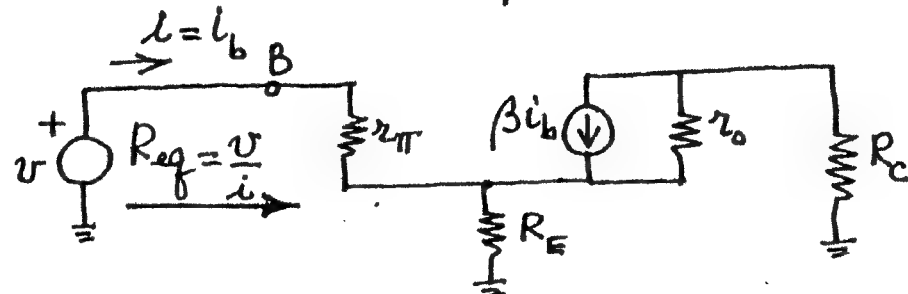 i = i_b
B
+
v
R_eq = v/i
r_π
βi_b
r_o
R_C
R_E